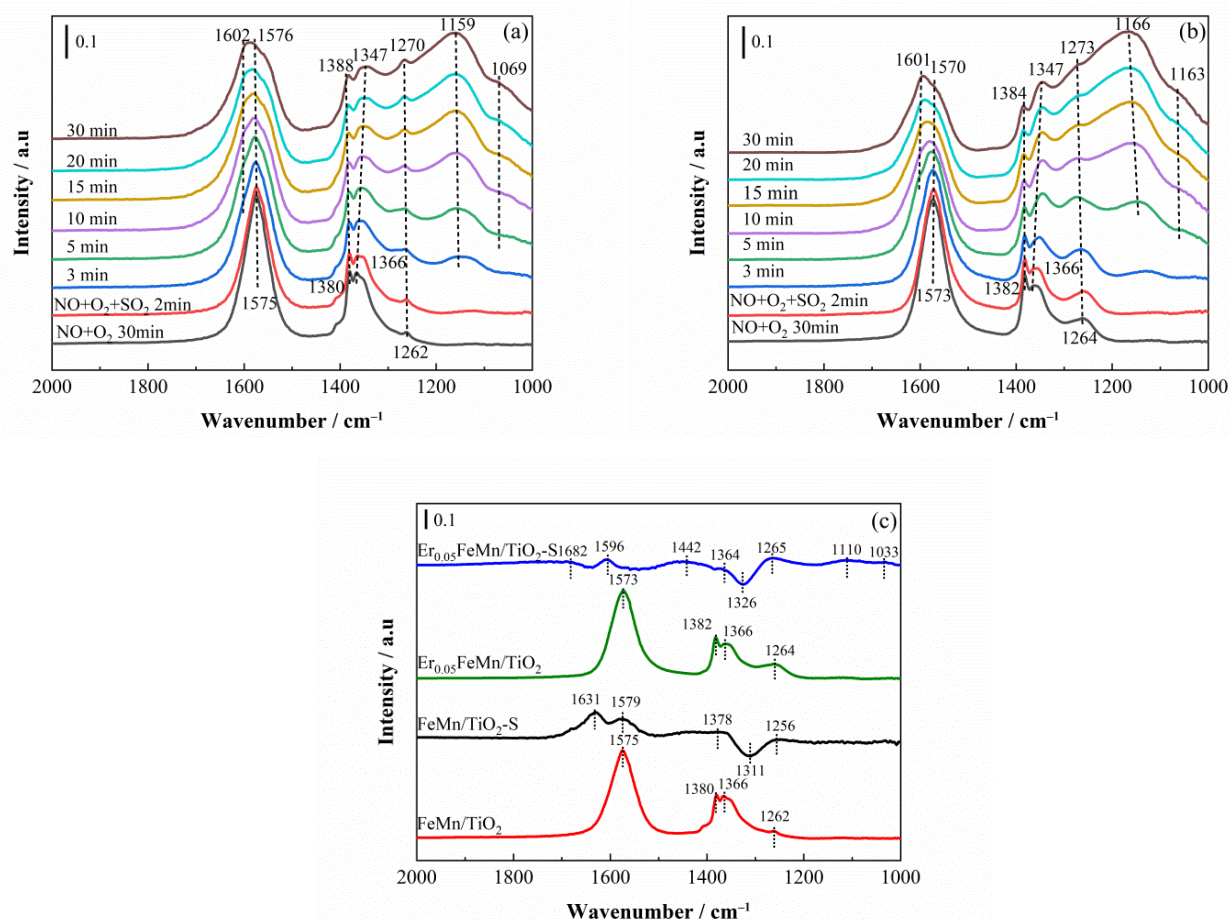 0.1
(a)
1602
1576
1388
1347
1270
1159
1069
30 min
20 min
15 min
10 min
5 min
3 min
NO+O₂+SO₂ 2min
NO+O₂ 30min
1575
1380
1366
1262
2000
1800
1600
1400
1200
1000
Wavenumber / cm⁻¹
Intensity / a.u
0.1
(b)
1601
1570
1384
1347
1273
1166
1163
30 min
20 min
15 min
10 min
5 min
3 min
NO+O₂+SO₂ 2min
NO+O₂ 30min
1573
1382
1366
1264
2000
1800
1600
1400
1200
1000
Wavenumber / cm⁻¹
Intensity / a.u
0.1
(c)
Er₀.₀₅FeMn/TiO₂-S
1682
1596
1442
1364
1265
1110
1033
1326
1573
1382
1366
1264
Er₀.₀₅FeMn/TiO₂
1631
1579
1378
1256
FeMn/TiO₂-S
1311
1575
1380
1366
1262
FeMn/TiO₂
2000
1800
1600
1400
1200
1000
Wavenumber / cm⁻¹
Intensity / a.u